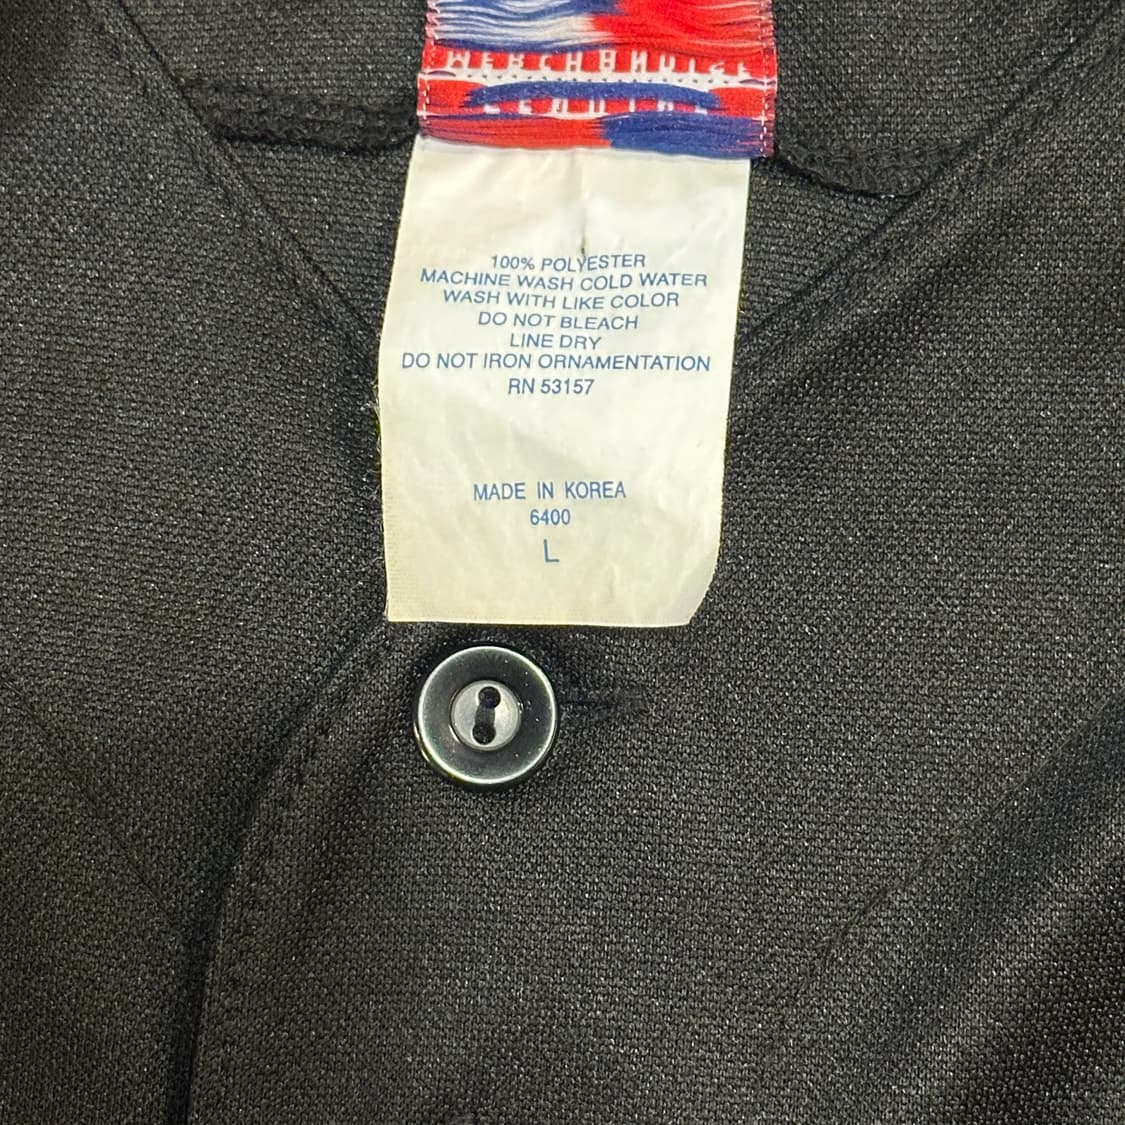 100% POLYESTER
MACHINE WASH COLD WATER
WASH WITH LIKE COLOR
DO NOT BLEACH
LINE DRY
DO NOT IRON ORNAMENTATION
RN 53157
MADE IN KOREA
6400
L